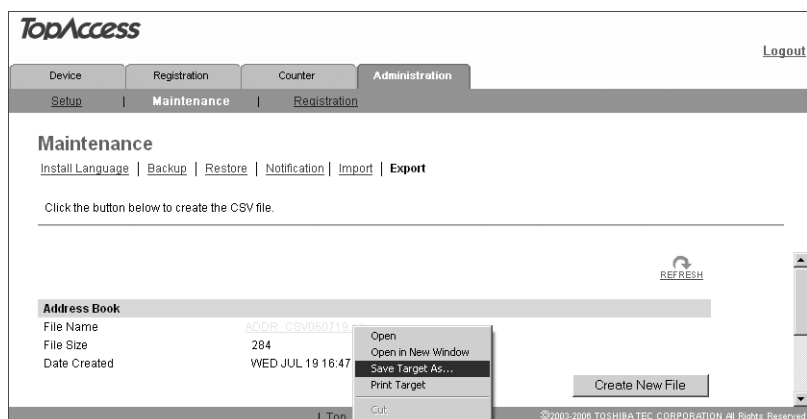 TopAccess
Logout
Device Registration Counter Administration
Setup | Maintenance | Registration
Maintenance
Install Language | Backup | Restore | Notification | Import | Export
Click the button below to create the CSV file.
REFRESH
Address Book
File Name ADDR_CSV060719
File Size 284
Date Created WED JUL 19 16:47
Open
Open in New Window
Save Target As...
Print Target
Cut
Create New File
| Top
©2003-2006 TOSHIBA TEC CORPORATION All Rights Reserved